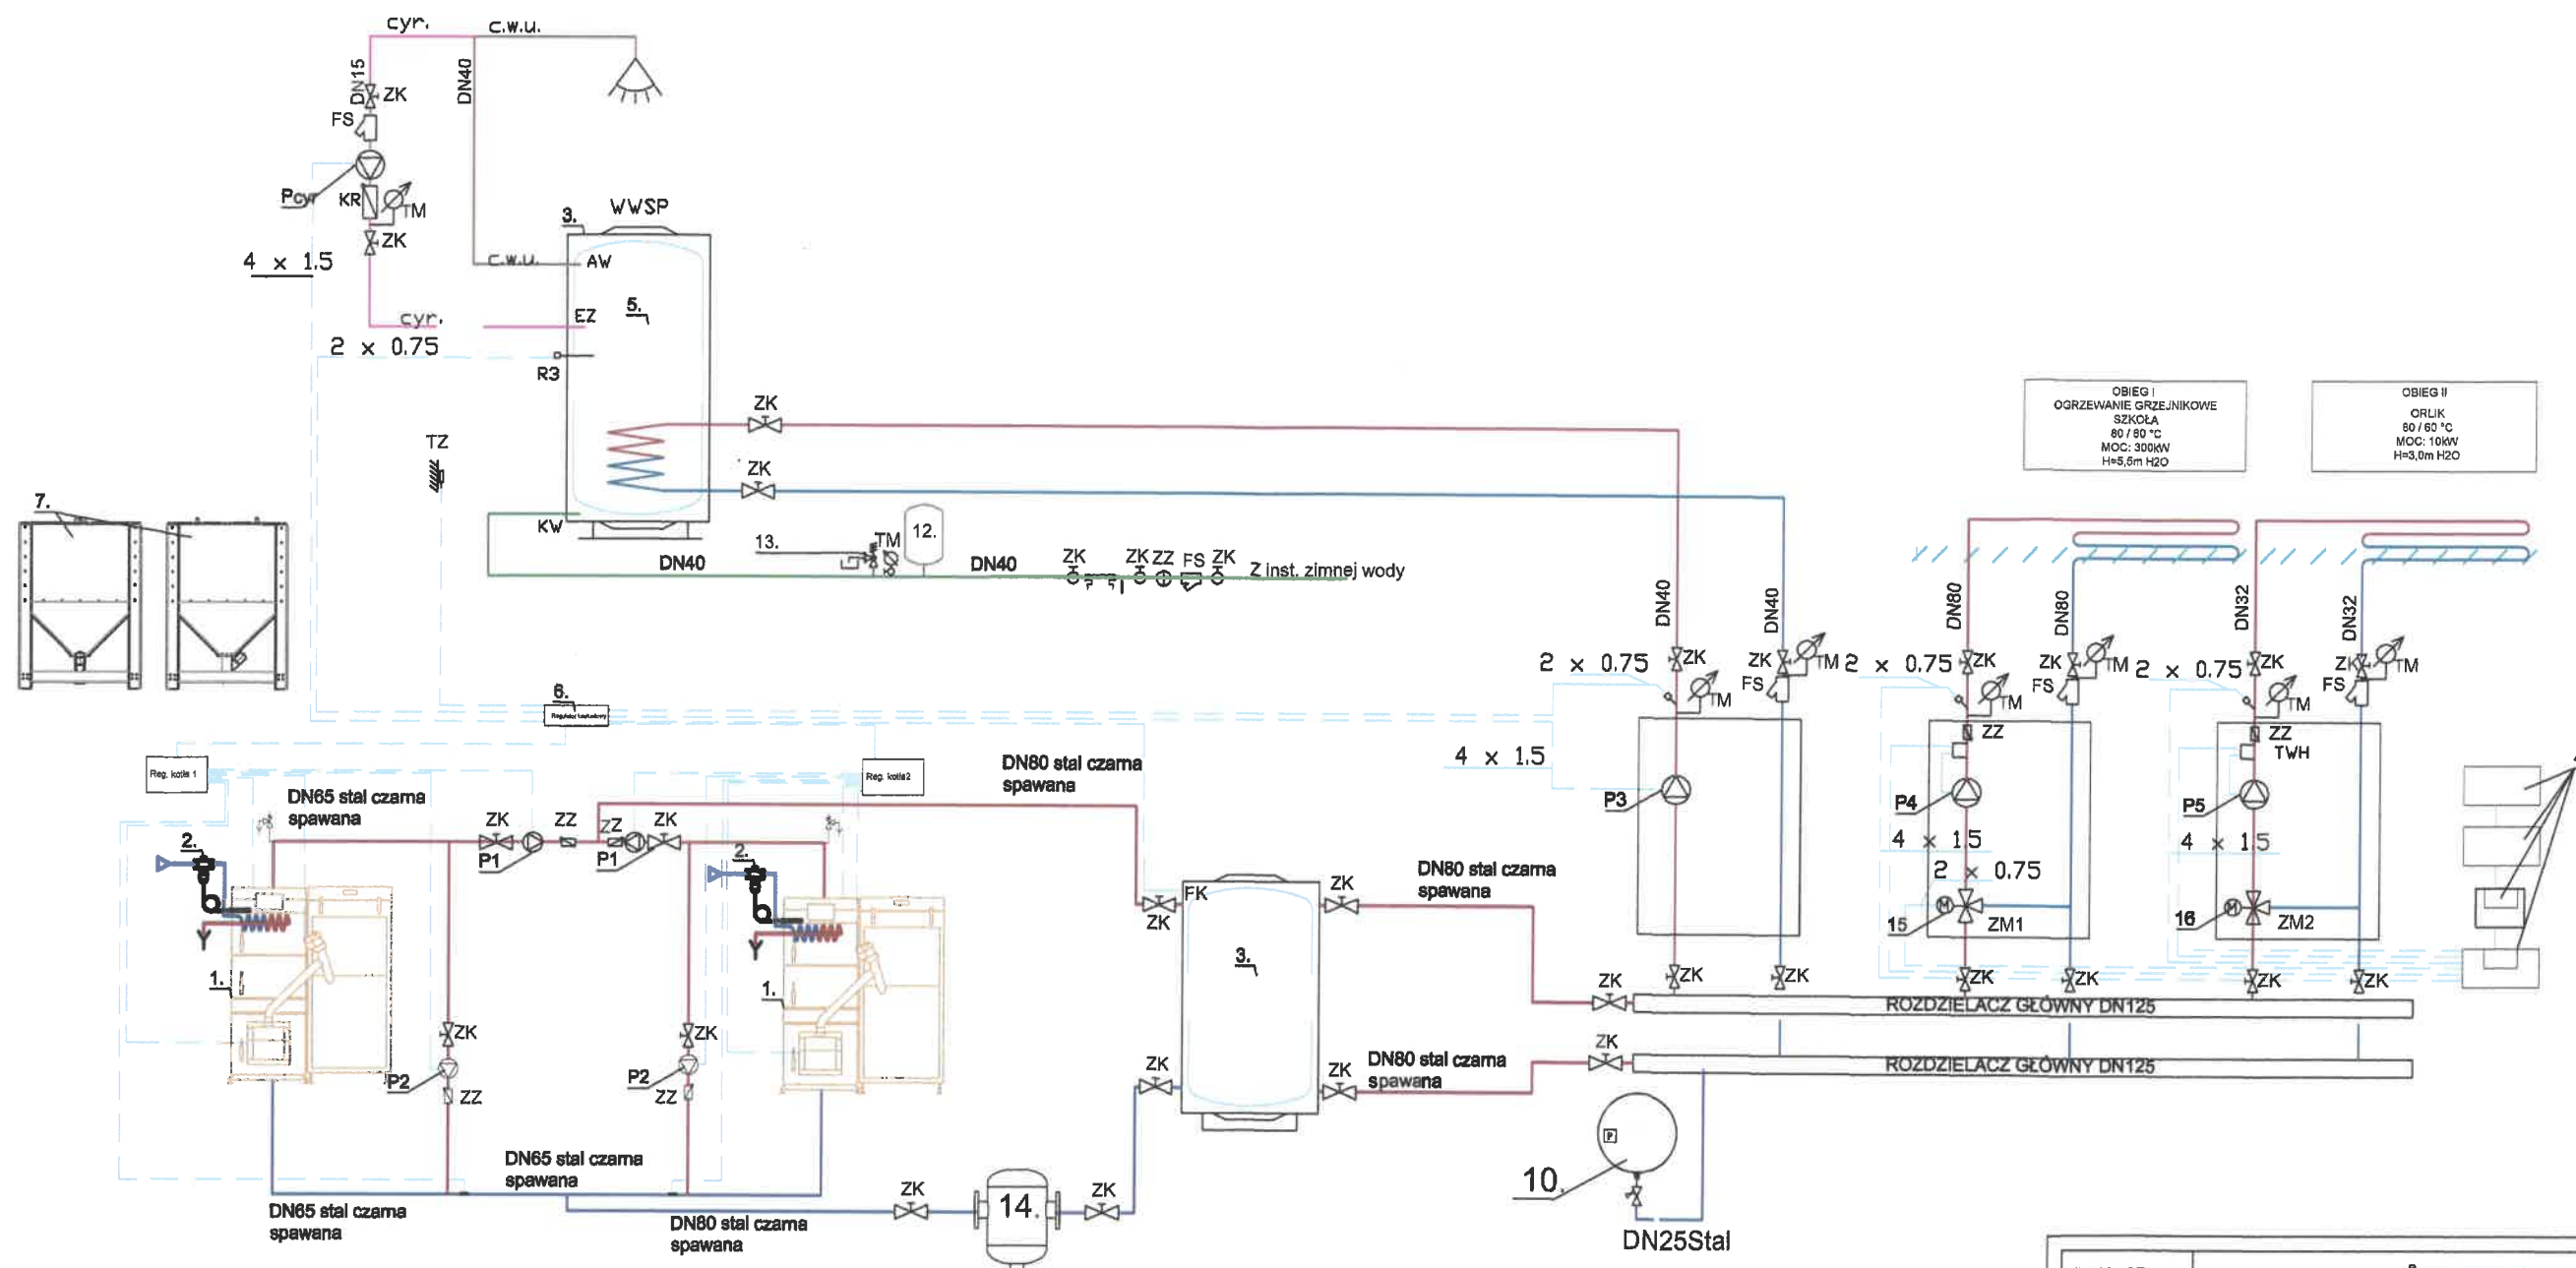 cyr.
c.w.u.
DN15
DN40
ZK
FS
Pcyr
KR
TM
ZK
4 x 1.5
cyr.
2 x 0.75
3.
WWSP
c.w.u.
AW
5.
EZ
R3
KW
TZ
7.
ZK
ZK
13.
TM
12.
DN40
DN40
ZK
ZK
ZZ
FS
ZK
Z inst. zimnej wody
OBIEG I
OGRZEWANIE GRZEJNIKOWE
SZKOŁA
80 / 60 °C
MOC: 300kW
H=5,5m H2O
OBIEG II
ORLIK
80 / 60 °C
MOC: 10kW
H=3,0m H2O
DN40
DN40
DN80
DN80
DN32
DN32
2 x 0.75
ZK
TM
ZK
TM
FS
2 x 0.75
ZK
TM
ZK
TM
FS
2 x 0.75
ZK
TM
ZK
TM
FS
6.
Reg. kotła 1
Reg. kotła 2
DN65 stal czarna
spawana
ZK
P1
ZZ
ZZ
P1
ZK
DN80 stal czarna
spawana
2.
2.
1.
1.
ZK
P2
ZZ
ZK
P2
ZZ
DN65 stal czarna
spawana
DN65 stal czarna
spawana
DN80 stal czarna
spawana
ZK
14.
ZK
FK
ZK
ZK
3.
ZK
ZK
DN80 stal czarna
spawana
DN80 stal czarna
spawana
4 x 1.5
P3
ZZ
P4
4 x 1.5
2 x 0.75
M
15
ZM1
ZZ
TWH
P5
4 x 1.5
M
16
ZM2
ZK
ZK
ZK
ZK
ZK
ZK
ZK
ZK
ROZDZIELACZ GŁÓWNY DN125
ROZDZIELACZ GŁÓWNY DN125
P
10.
DN25Stal